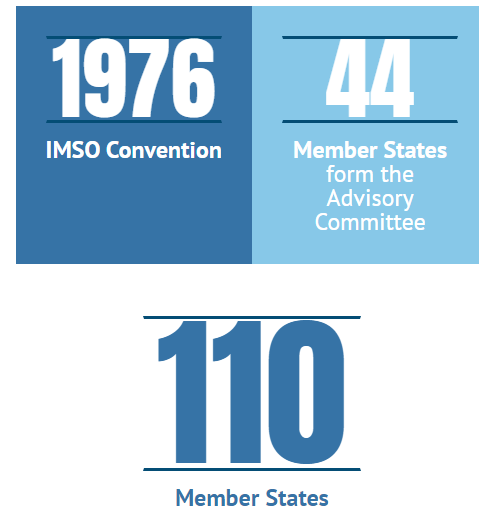 1976
IMSO Convention
44
Member States
form the
Advisory
Committee
110
Member States